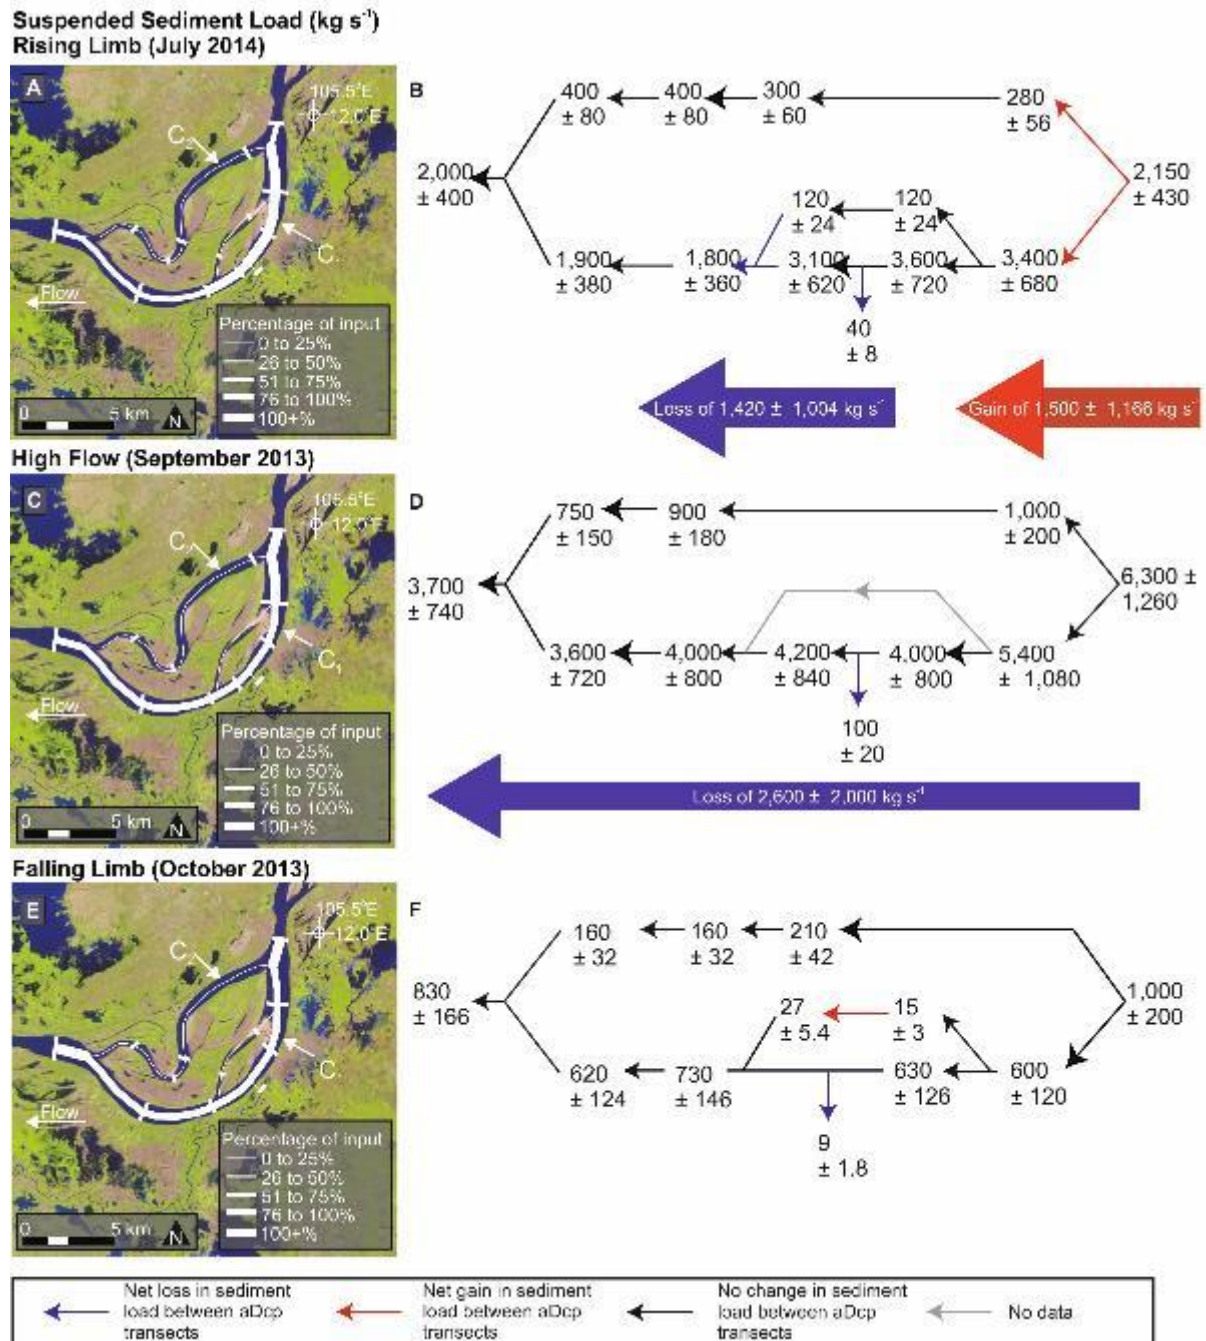 Suspended Sediment Load (kg s⁻¹)
Rising Limb (July 2014)
A
105.5°E
12.0°E
C₂
C
Flow
Percentage of input
0 to 25%
26 to 50%
51 to 75%
76 to 100%
100+%
0 5 km
N
B
400 ± 80
400 ± 80
300 ± 60
280 ± 56
2,000 ± 400
2,150 ± 430
120 ± 24
120 ± 24
1,900 ± 380
1,800 ± 360
3,100 ± 620
3,600 ± 720
3,400 ± 680
40 ± 8
Loss of 1,420 ± 1,004 kg s⁻¹
Gain of 1,500 ± 1,166 kg s⁻¹
High Flow (September 2013)
C
105.5°E
12.0°E
C
C₁
Flow
Percentage of input
0 to 25%
26 to 50%
51 to 75%
76 to 100%
100+%
0 5 km
N
D
750 ± 150
900 ± 180
1,000 ± 200
3,700 ± 740
6,300 ± 1,260
3,600 ± 720
4,000 ± 800
4,200 ± 840
4,000 ± 800
5,400 ± 1,080
100 ± 20
Loss of 2,600 ± 2,000 kg s⁻¹
Falling Limb (October 2013)
E
105.5°E
12.0°E
C
C
Flow
Percentage of input
0 to 25%
26 to 50%
51 to 75%
76 to 100%
100+%
0 5 km
N
F
160 ± 32
160 ± 32
210 ± 42
830 ± 166
1,000 ± 200
27 ± 5.4
15 ± 3
620 ± 124
730 ± 146
630 ± 126
600 ± 120
9 ± 1.8
Net loss in sediment
load between aDcp
transects
Net gain in sediment
load between aDcp
transects
No change in sediment
load between aDcp
transects
No data